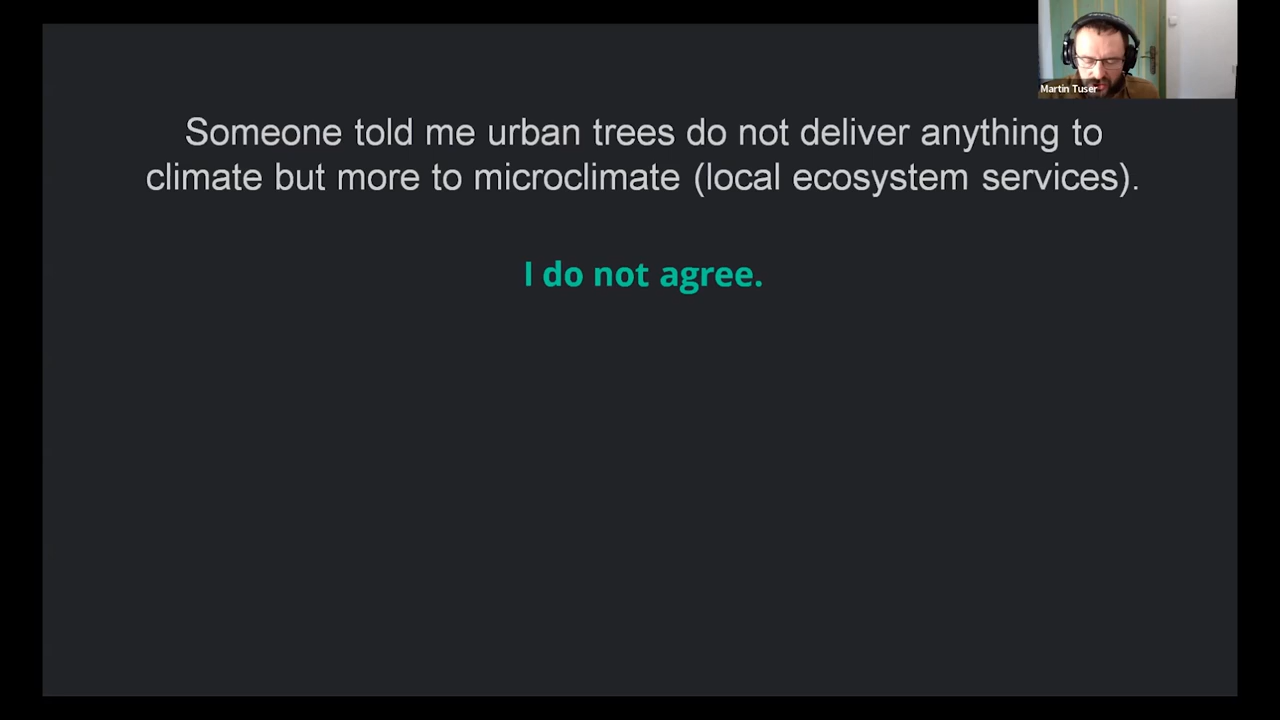 Martin Tuser
Someone told me urban trees do not deliver anything to
climate but more to microclimate (local ecosystem services).
I do not agree.